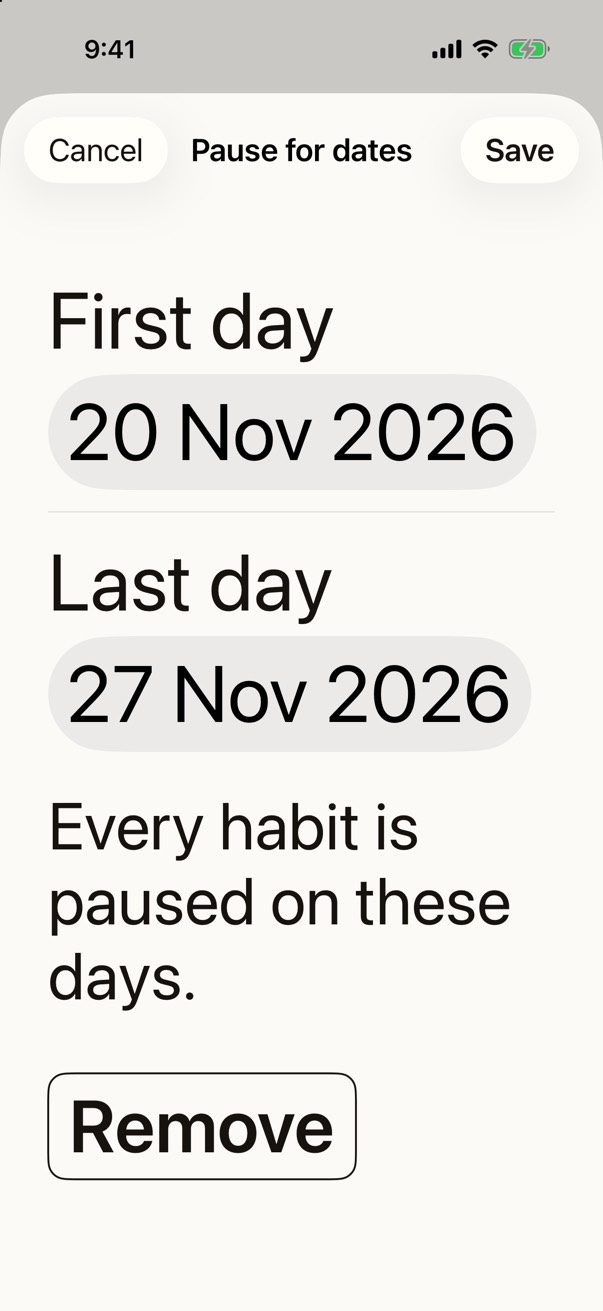 9:41
Cancel Pause for dates Save
First day
20 Nov 2026
Last day
27 Nov 2026
Every habit is
paused on these
days.
Remove